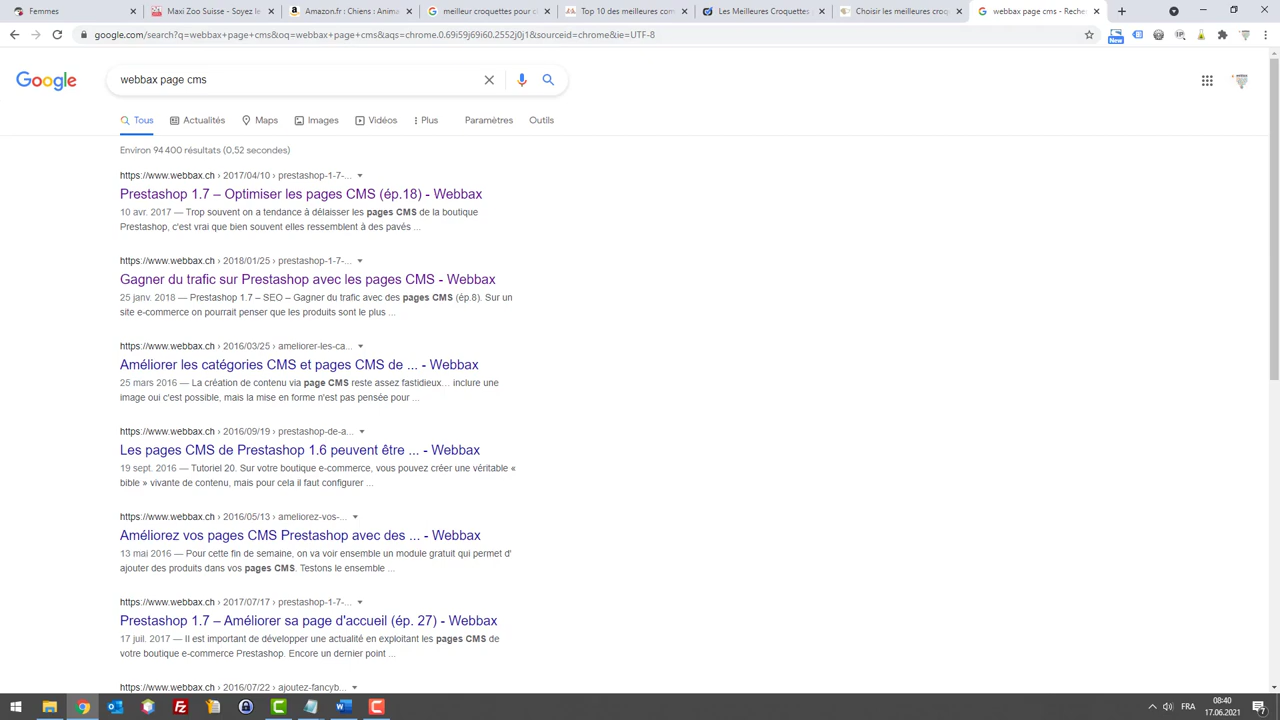 Femmes
Maxi Zoo Suisse - Soyez le
Amazon.fr : Chiens : Animal
meilleur croquettes pour c
Top 10 des meilleures com
Les Meilleures Croquettes
Choisir les meilleures croq
webbax page cms - Recher
google.com/search?q=webbax+page+cms&oq=webbax+page+cms&aqs=chrome.0.69i59j69i60.2552j0j1&sourceid=chrome&ie=UTF-8
New
Google
webbax page cms
Tous
Actualités
Maps
Images
Vidéos
Plus
Paramètres
Outils
Environ 94 400 résultats (0,52 secondes)
https://www.webbax.ch › 2017/04/10 › prestashop-1-7-...
Prestashop 1.7 – Optimiser les pages CMS (ép.18) - Webbax
10 avr. 2017 — Trop souvent on a tendance à délaisser les pages CMS de la boutique
Prestashop, c'est vrai que bien souvent elles ressemblent à des pavés ...
https://www.webbax.ch › 2018/01/25 › prestashop-1-7-...
Gagner du trafic sur Prestashop avec les pages CMS - Webbax
25 janv. 2018 — Prestashop 1.7 – SEO – Gagner du trafic avec des pages CMS (ép.8). Sur un
site e-commerce on pourrait penser que les produits sont le plus ...
https://www.webbax.ch › 2016/03/25 › ameliorer-les-ca...
Améliorer les catégories CMS et pages CMS de ... - Webbax
25 mars 2016 — La création de contenu via page CMS reste assez fastidieux... inclure une
image oui c'est possible, mais la mise en forme n'est pas pensée pour ...
https://www.webbax.ch › 2016/09/19 › prestashop-de-a...
Les pages CMS de Prestashop 1.6 peuvent être ... - Webbax
19 sept. 2016 — Tutoriel 20. Sur votre boutique e-commerce, vous pouvez créer une véritable «
bible » vivante de contenu, mais pour cela il faut configurer ...
https://www.webbax.ch › 2016/05/13 › ameliorez-vos-...
Améliorez vos pages CMS Prestashop avec des ... - Webbax
13 mai 2016 — Pour cette fin de semaine, on va voir ensemble un module gratuit qui permet d'
ajouter des produits dans vos pages CMS. Testons le ensemble ...
https://www.webbax.ch › 2017/07/17 › prestashop-1-7-...
Prestashop 1.7 – Améliorer sa page d'accueil (ép. 27) - Webbax
17 juil. 2017 — Il est important de développer une actualité en exploitant les pages CMS de
votre boutique e-commerce Prestashop. Encore un dernier point ...
https://www.webbax.ch › 2016/07/22 › ajoutez-fancyb...
FRA
08:40
17.06.2021